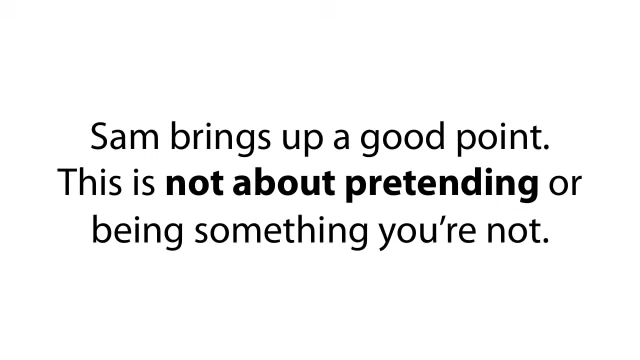 Sam brings up a good point.
This is not about pretending or
being something you’re not.